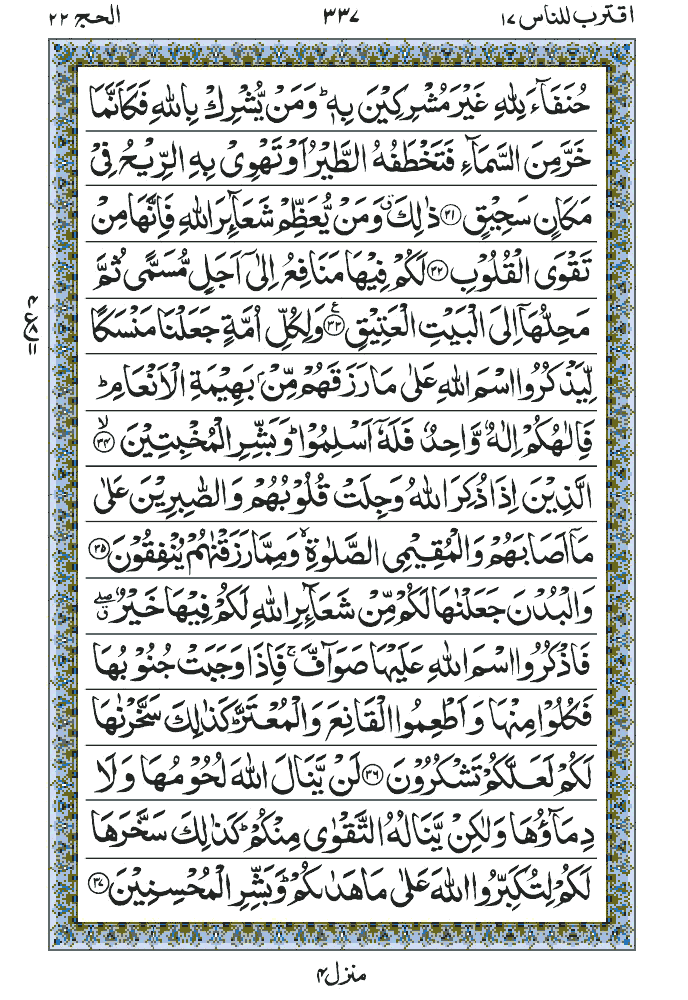 اقترب للناس ١٧
٣٣٧
الحج ٢٢
حُنَفَآءَ لِلّٰهِ غَيْرَ مُشْرِكِيْنَ بِهٖ ؕ وَمَنْ يُّشْرِكْ بِاللّٰهِ فَكَاَنَّمَا
خَرَّ مِنَ السَّمَآءِ فَتَخْطَفُهُ الطَّيْرُ اَوْ تَهْوِىْ بِهِ الرِّيْحُ فِىْ
مَكَانٍ سَحِيْقٍ ﴿۳۱﴾ ذٰلِكَ ۗ وَمَنْ يُّعَظِّمْ شَعَآئِرَ اللّٰهِ فَاِنَّهَا مِنْ
تَقْوَى الْقُلُوْبِ ﴿۳۲﴾ لَكُمْ فِيْهَا مَنَافِعُ اِلٰٓى اَجَلٍ مُّسَمًّى ثُمَّ
مَحِلُّهَاۤ اِلَى الْبَيْتِ الْعَتِيْقِ ﴿۳۳﴾ ع وَلِكُلِّ اُمَّةٍ جَعَلْنَا مَنْسَكًا
لِّيَذْكُرُوا اسْمَ اللّٰهِ عَلٰى مَا رَزَقَهُمْ مِّنْۢ بَهِيْمَةِ الْاَنْعَامِ ؕ
فَاِلٰهُكُمْ اِلٰهٌ وَّاحِدٌ فَلَهٗۤ اَسْلِمُوْا ؕ وَبَشِّرِ الْمُخْبِتِيْنَ ۙ ﴿۳۴﴾
الَّذِيْنَ اِذَا ذُكِرَ اللّٰهُ وَجِلَتْ قُلُوْبُهُمْ وَالصّٰبِرِيْنَ عَلٰى
مَاۤ اَصَابَهُمْ وَالْمُقِيْمِى الصَّلٰوةِ ۙ وَمِمَّا رَزَقْنٰهُمْ يُنْفِقُوْنَ ﴿۳۵﴾
وَالْبُدْنَ جَعَلْنٰهَا لَكُمْ مِّنْ شَعَآئِرِ اللّٰهِ لَكُمْ فِيْهَا خَيْرٌ ۖ ق
فَاذْكُرُوا اسْمَ اللّٰهِ عَلَيْهَا صَوَآفَّ ۚ فَاِذَا وَجَبَتْ جُنُوْبُهَا
فَكُلُوْا مِنْهَا وَاَطْعِمُوا الْقَانِعَ وَالْمُعْتَرَّ ؕ كَذٰلِكَ سَخَّرْنٰهَا
لَكُمْ لَعَلَّكُمْ تَشْكُرُوْنَ ﴿۳۶﴾ لَنْ يَّنَالَ اللّٰهَ لُحُوْمُهَا وَلَا
دِمَآؤُهَا وَلٰكِنْ يَّنَالُهُ التَّقْوٰى مِنْكُمْ ؕ كَذٰلِكَ سَخَّرَهَا
لَكُمْ لِتُكَبِّرُوا اللّٰهَ عَلٰى مَا هَدٰىكُمْ ؕ وَبَشِّرِ الْمُحْسِنِيْنَ ﴿۳۷﴾
منزل ۴